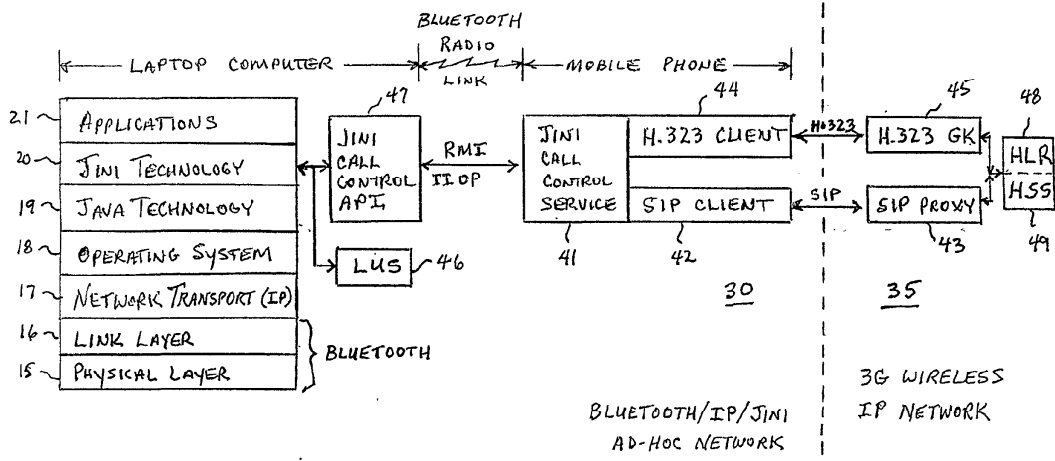 BLUETOOTH
RADIO
LINK
LAPTOP COMPUTER
MOBILE PHONE
47
44
45
48
21
APPLICATIONS
20
JINI TECHNOLOGY
19
JAVA TECHNOLOGY
18
OPERATING SYSTEM
17
NETWORK TRANSPORT (IP)
16
LINK LAYER
15
PHYSICAL LAYER
BLUETOOTH
JINI
CALL
CONTROL
API
LUS
46
RMI
IIOP
JINI
CALL
CONTROL
SERVICE
41
H.323 CLIENT
SIP CLIENT
42
H.323
SIP
H.323 GK
SIP PROXY
43
HLR
HSS
49
30
35
BLUETOOTH/IP/JINI
AD-HOC NETWORK
3G WIRELESS
IP NETWORK